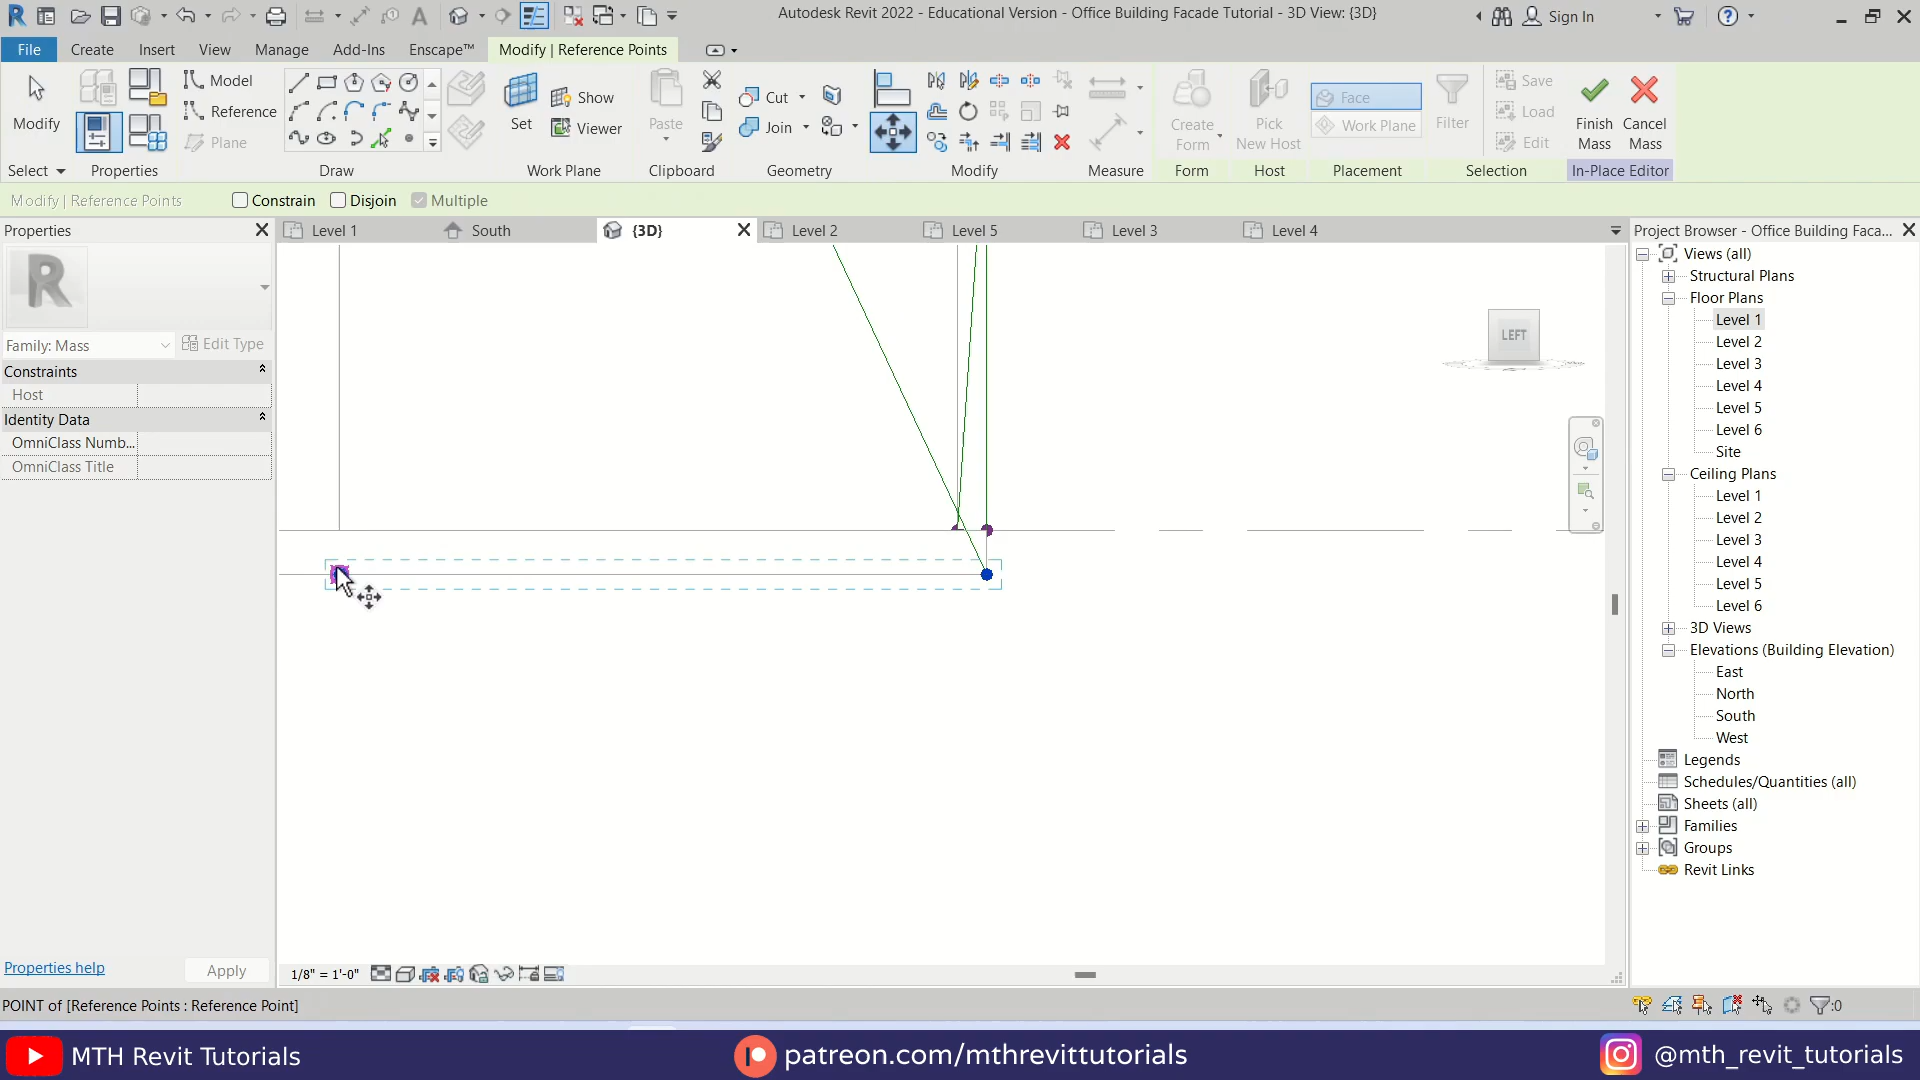 Autodesk Revit 2022 - Educational Version - Office Building Facade Tutorial - 3D View: {3D}
Sign In
File Create Insert View Manage Add-Ins Enscape™ Modify | Reference Points
Modify
Model
Reference
Plane
Set
Show
Viewer
Paste
Cut
Join
Create Form
Pick New Host
Face
Work Plane
Filter
Save
Load
Edit
Finish Mass
Cancel Mass
Select Properties Draw Work Plane Clipboard Geometry Modify Measure Form Host Placement Selection In-Place Editor
Modify | Reference Points Constrain Disjoin Multiple
Properties
Level 1 South {3D} Level 2 Level 5 Level 3 Level 4
Project Browser - Office Building Faca...
R
Family: Mass
Edit Type
Constraints
Host
Identity Data
OmniClass Numb...
OmniClass Title
Properties help
Apply
LEFT
Views (all)
Structural Plans
Floor Plans
Level 1
Level 2
Level 3
Level 4
Level 5
Level 6
Site
Ceiling Plans
Level 1
Level 2
Level 3
Level 4
Level 5
Level 6
3D Views
Elevations (Building Elevation)
East
North
South
West
Legends
Schedules/Quantities (all)
Sheets (all)
Families
Groups
Revit Links
1/8" = 1'-0"
POINT of [Reference Points : Reference Point]
:0
MTH Revit Tutorials
patreon.com/mthrevittutorials
@mth_revit_tutorials